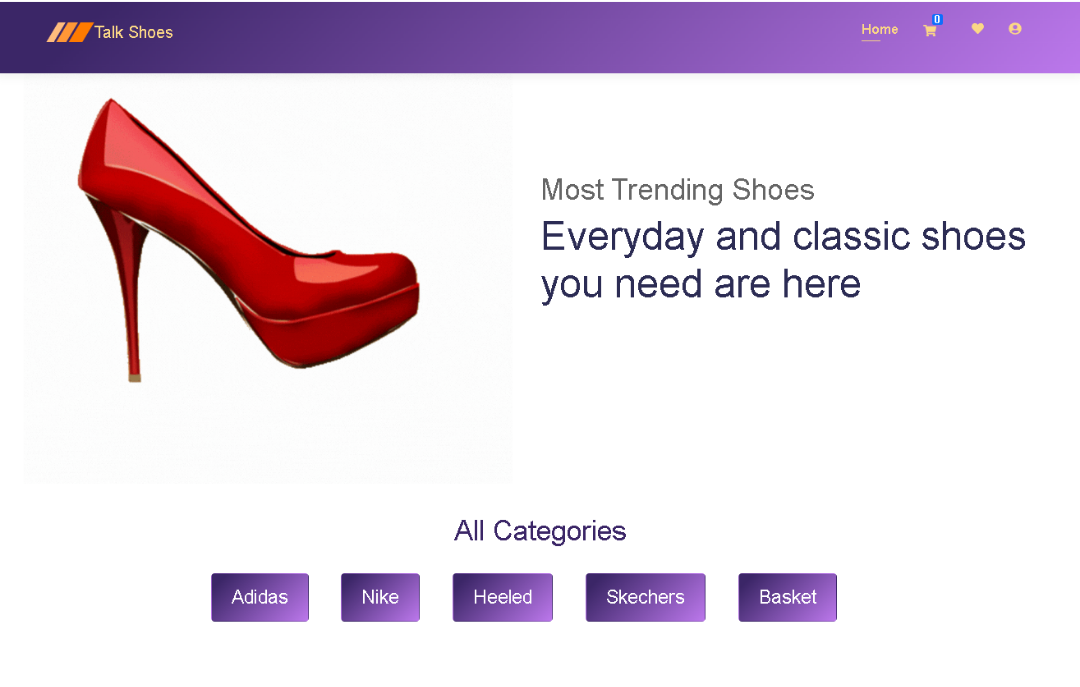 Talk Shoes
Home
0
Most Trending Shoes
Everyday and classic shoes
you need are here
All Categories
Adidas
Nike
Heeled
Skechers
Basket